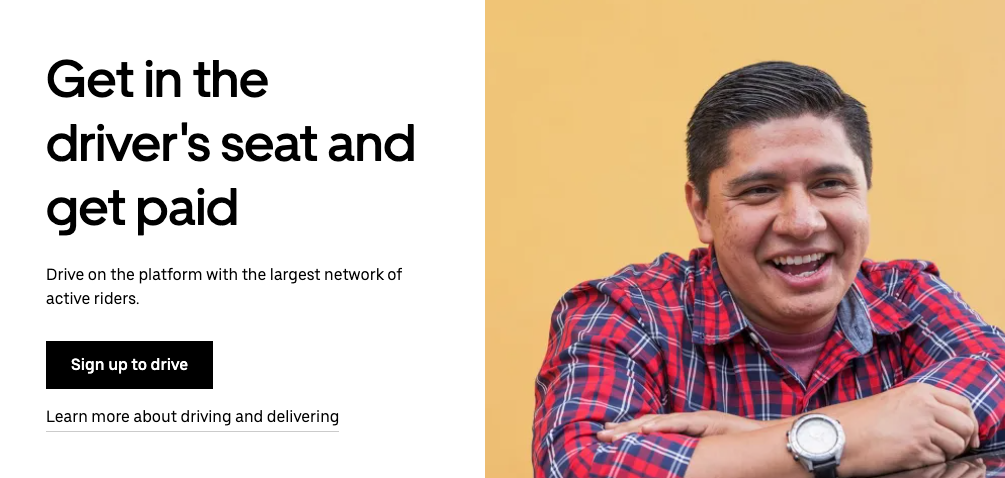 Get in the
driver's seat and
get paid
Drive on the platform with the largest network of
active riders.
Sign up to drive
Learn more about driving and delivering